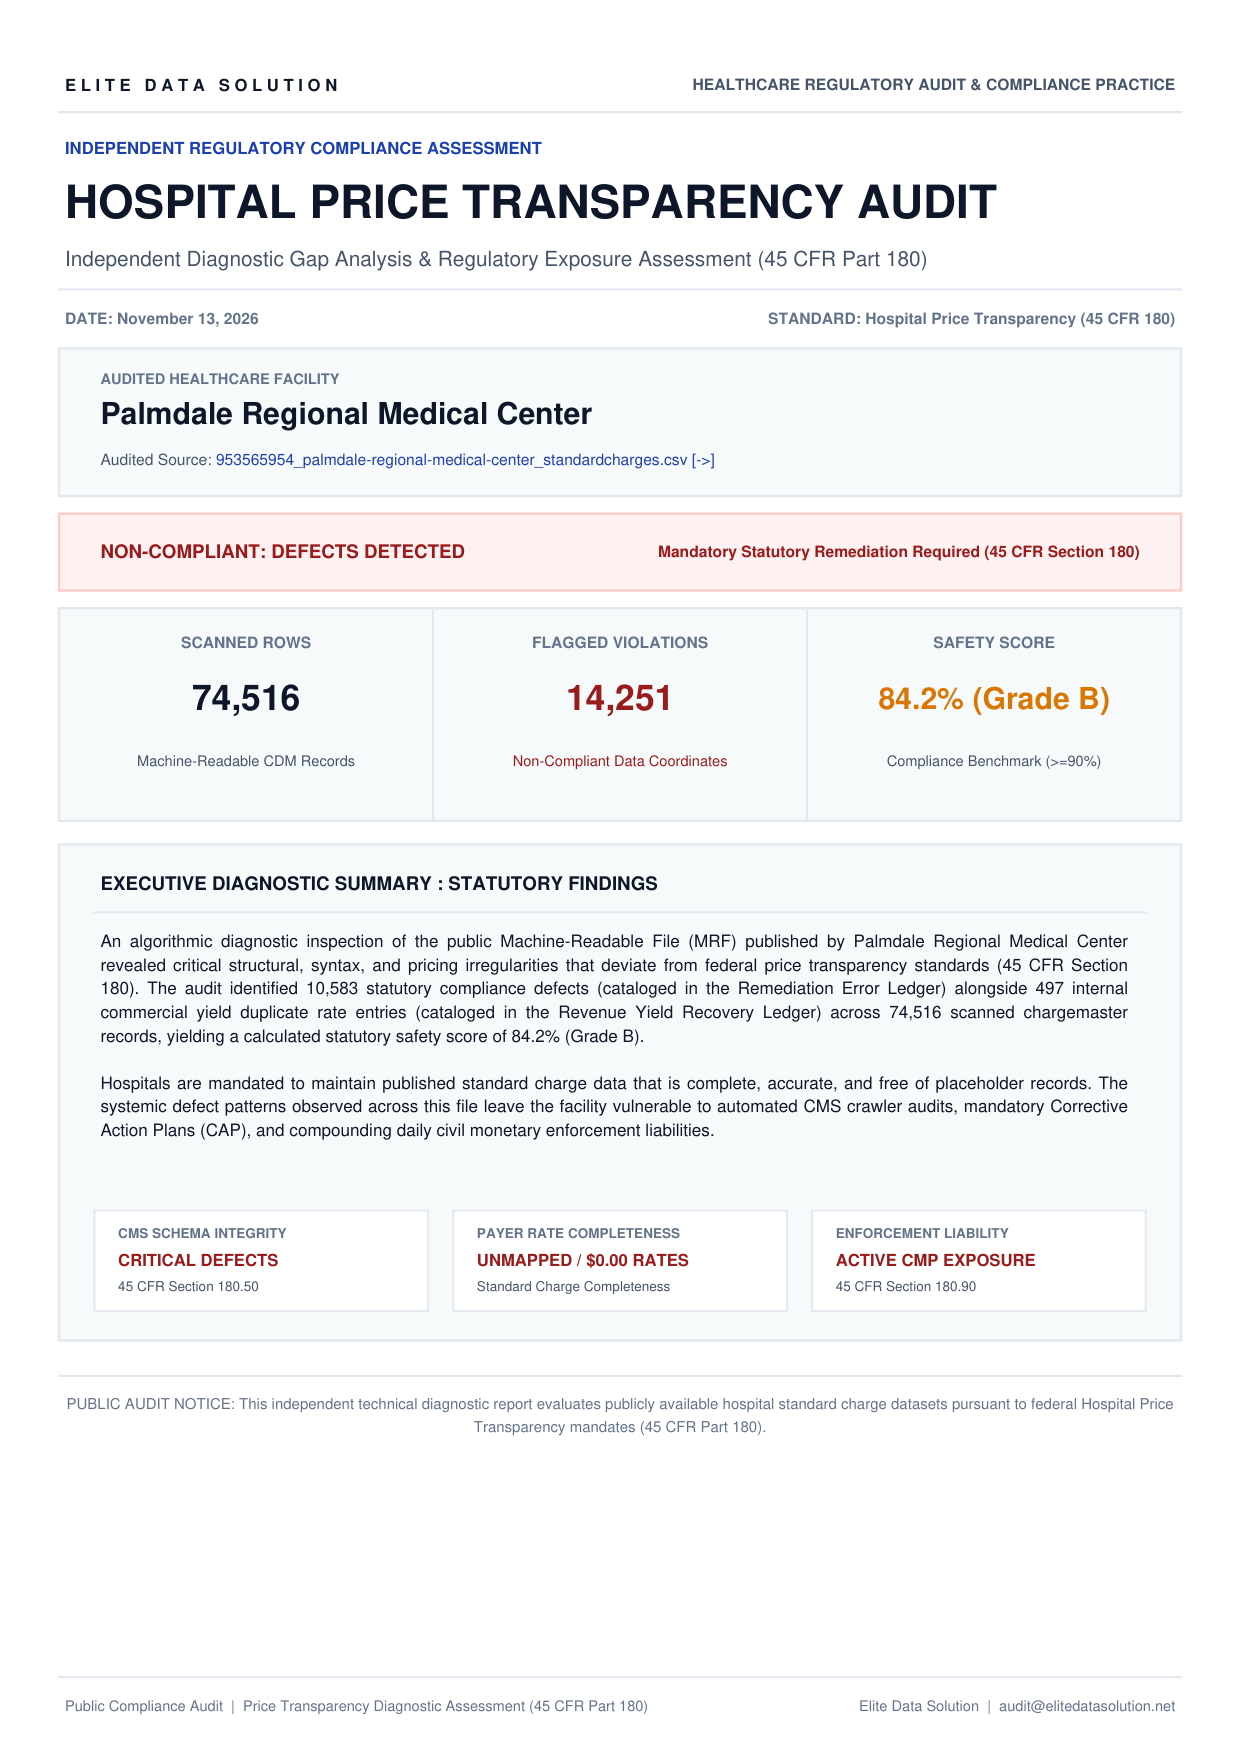 ELITE DATA SOLUTION
HEALTHCARE REGULATORY AUDIT & COMPLIANCE PRACTICE
INDEPENDENT REGULATORY COMPLIANCE ASSESSMENT
HOSPITAL PRICE TRANSPARENCY AUDIT
Independent Diagnostic Gap Analysis & Regulatory Exposure Assessment (45 CFR Part 180)
DATE: November 13, 2026
STANDARD: Hospital Price Transparency (45 CFR 180)
AUDITED HEALTHCARE FACILITY
Palmdale Regional Medical Center
Audited Source: 953565954_palmdale-regional-medical-center_standardcharges.csv [->]
NON-COMPLIANT: DEFECTS DETECTED
Mandatory Statutory Remediation Required (45 CFR Section 180)
SCANNED ROWS
74,516
Machine-Readable CDM Records
FLAGGED VIOLATIONS
14,251
Non-Compliant Data Coordinates
SAFETY SCORE
84.2% (Grade B)
Compliance Benchmark (>=90%)
EXECUTIVE DIAGNOSTIC SUMMARY : STATUTORY FINDINGS
An algorithmic diagnostic inspection of the public Machine-Readable File (MRF) published by Palmdale Regional Medical Center
revealed critical structural, syntax, and pricing irregularities that deviate from federal price transparency standards (45 CFR Section
180). The audit identified 10,583 statutory compliance defects (cataloged in the Remediation Error Ledger) alongside 497 internal
commercial yield duplicate rate entries (cataloged in the Revenue Yield Recovery Ledger) across 74,516 scanned chargemaster
records, yielding a calculated statutory safety score of 84.2% (Grade B).
Hospitals are mandated to maintain published standard charge data that is complete, accurate, and free of placeholder records. The
systemic defect patterns observed across this file leave the facility vulnerable to automated CMS crawler audits, mandatory Corrective
Action Plans (CAP), and compounding daily civil monetary enforcement liabilities.
CMS SCHEMA INTEGRITY
CRITICAL DEFECTS
45 CFR Section 180.50
PAYER RATE COMPLETENESS
UNMAPPED / $0.00 RATES
Standard Charge Completeness
ENFORCEMENT LIABILITY
ACTIVE CMP EXPOSURE
45 CFR Section 180.90
PUBLIC AUDIT NOTICE: This independent technical diagnostic report evaluates publicly available hospital standard charge datasets pursuant to federal Hospital Price
Transparency mandates (45 CFR Part 180).
Public Compliance Audit | Price Transparency Diagnostic Assessment (45 CFR Part 180)
Elite Data Solution | audit@elitedatasolution.net